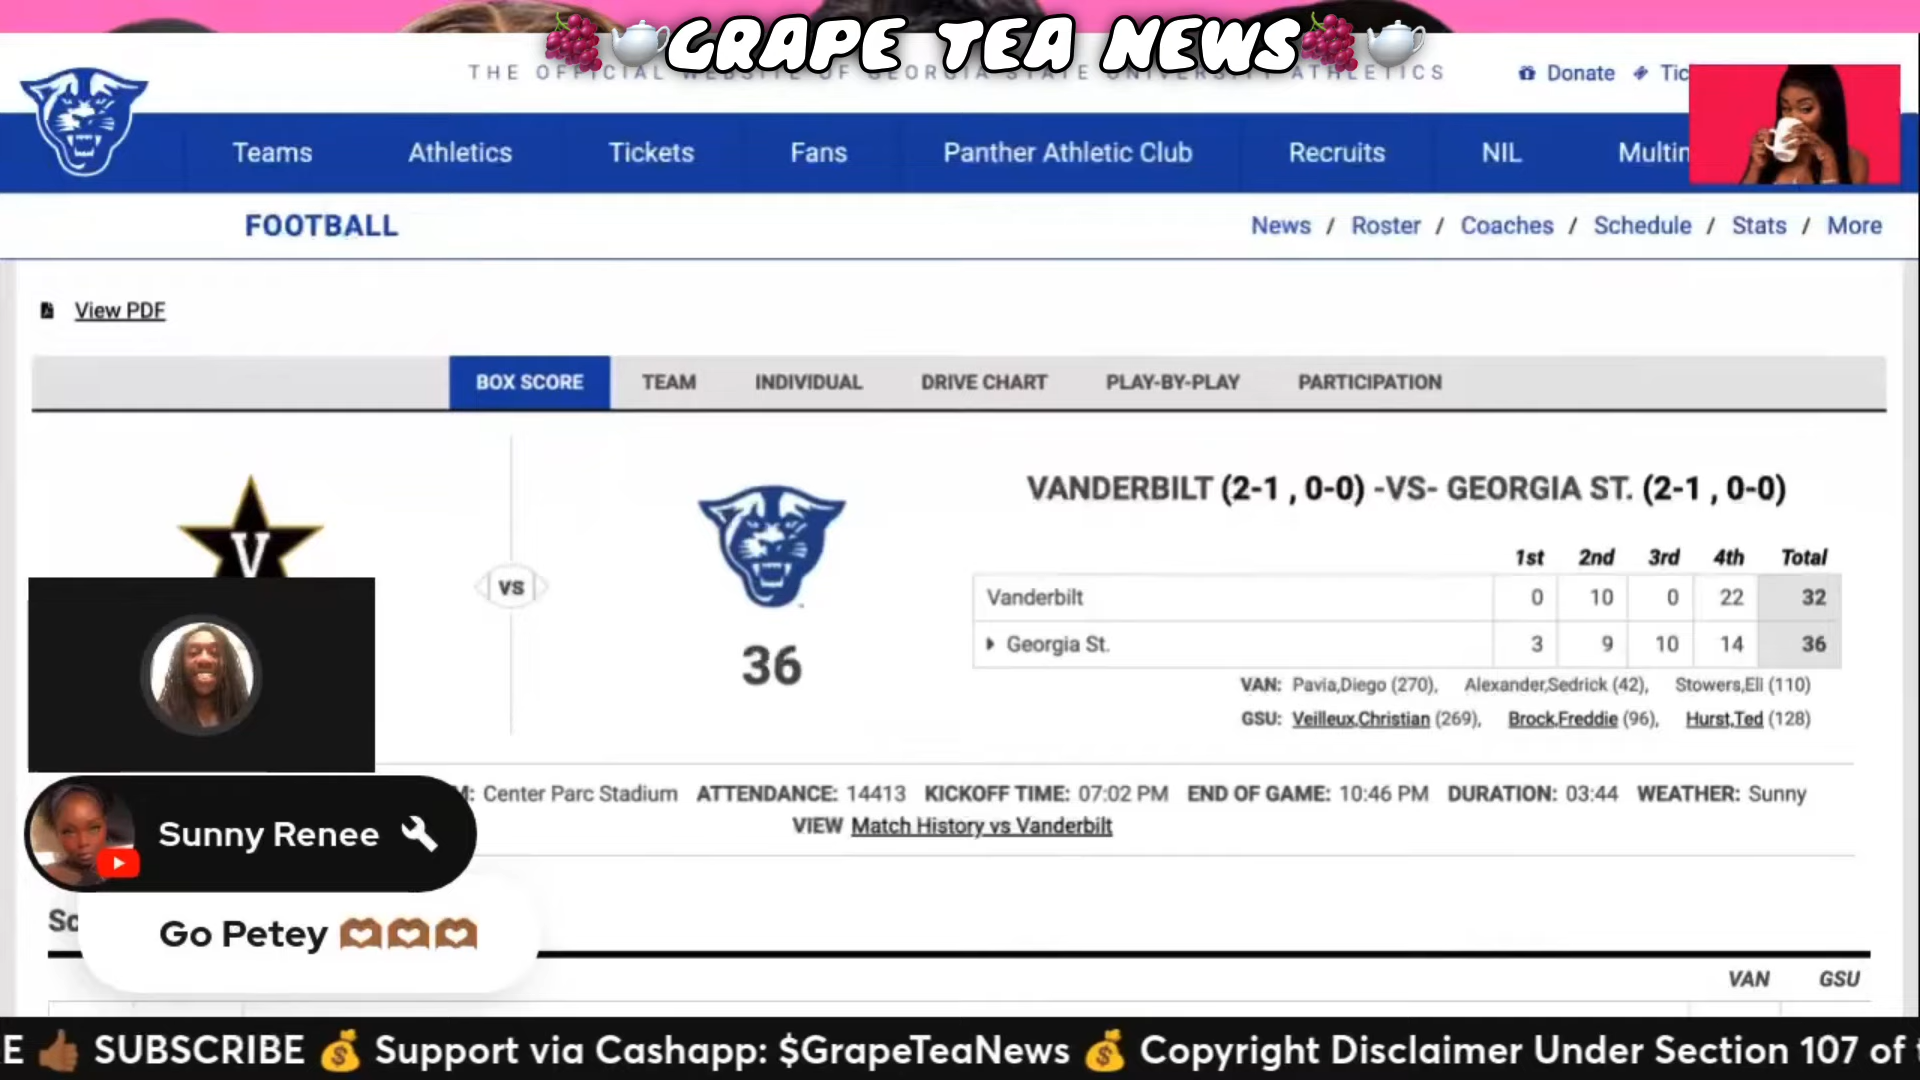 🍇🫖GRAPE TEA NEWS🍇🫖
THE OFFICIAL WEBSITE OF GEORGIA STATE UNIVERSITY ATHLETICS
Donate
Teams Athletics Tickets Fans Panther Athletic Club Recruits NIL
FOOTBALL
News / Roster / Coaches / Schedule / Stats / More
View PDF
BOX SCORE TEAM INDIVIDUAL DRIVE CHART PLAY-BY-PLAY PARTICIPATION
V
VS
36
VANDERBILT (2-1 , 0-0) -VS- GEORGIA ST. (2-1 , 0-0)
1st 2nd 3rd 4th Total
Vanderbilt 0 10 0 22 32
Georgia St. 3 9 10 14 36
VAN: Pavia,Diego (270), Alexander,Sedrick (42), Stowers,Eli (110)
GSU: Veilleux,Christian (269), Brock,Freddie (96), Hurst,Ted (128)
Center Parc Stadium ATTENDANCE: 14413 KICKOFF TIME: 07:02 PM END OF GAME: 10:46 PM DURATION: 03:44 WEATHER: Sunny
VIEW Match History vs Vanderbilt
Sunny Renee
Go Petey 🫶🏾🫶🏾🫶🏾
VAN GSU
E 👍🏾 SUBSCRIBE 💰 Support via Cashapp: $GrapeTeaNews 💰 Copyright Disclaimer Under Section 107 of